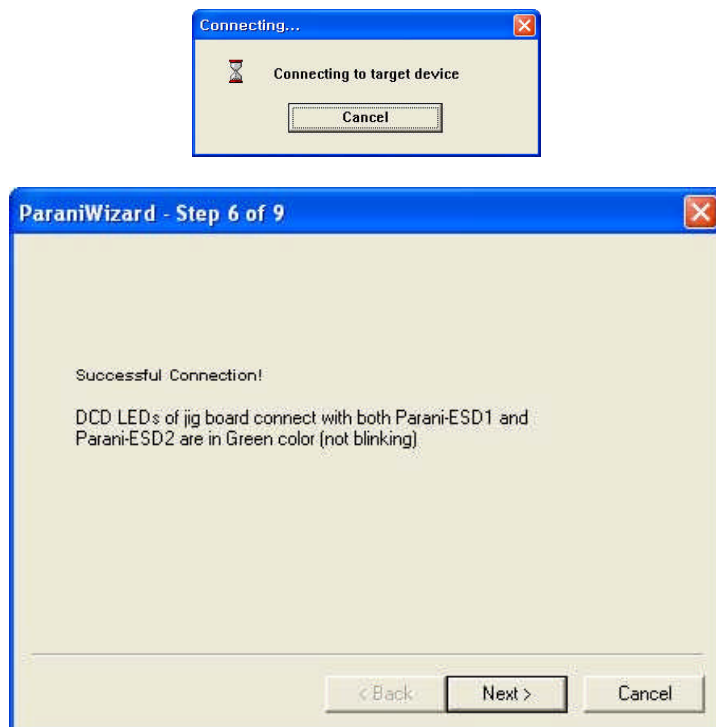 Connecting...
Connecting to target device
Cancel
ParaniWizard - Step 6 of 9
Successful Connection!
DCD LEDs of jig board connect with both Parani-ESD1 and
Parani-ESD2 are in Green color (not blinking)
< Back Next > Cancel